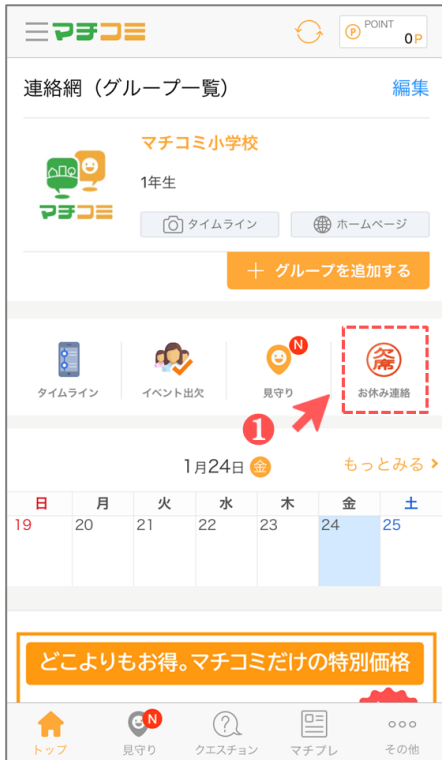 マチコミ
POINT
P
0P
連絡網（グループ一覧）
編集
マチコミ
マチコミ小学校
1年生
タイムライン
ホームページ
＋ グループを追加する
タイムライン
イベント出欠
N
見守り
欠席
お休み連絡
1
1月24日 金
もっとみる
日 月 火 水 木 金 土
19 20 21 22 23 24 25
どこよりもお得。マチコミだけの特別価格
トップ
N
見守り
?
クエスチョン
マチプレ
その他